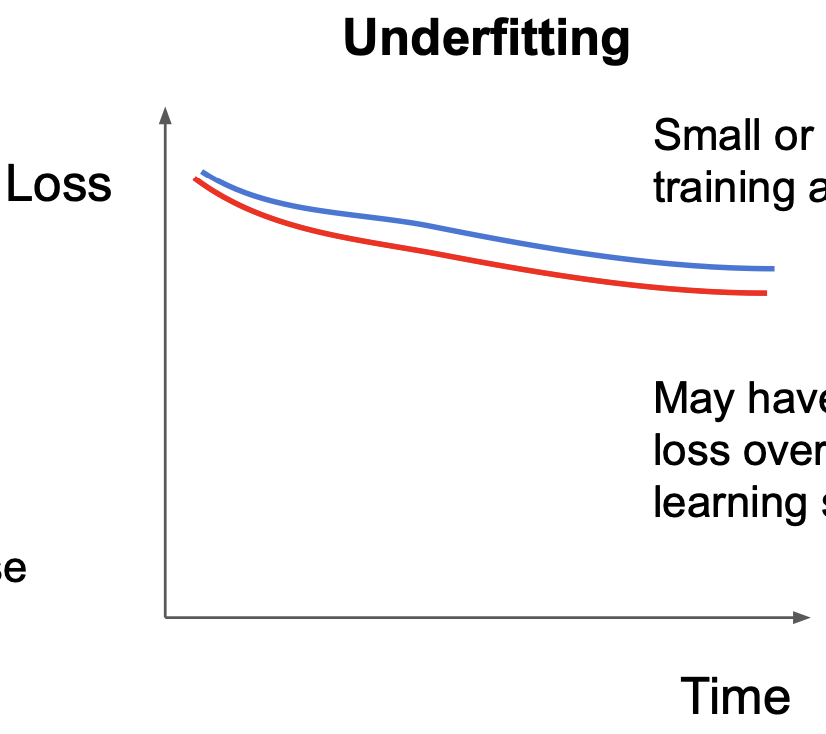 Underfitting
Loss
Small or
training a
May have
loss over
learning s
se
Time